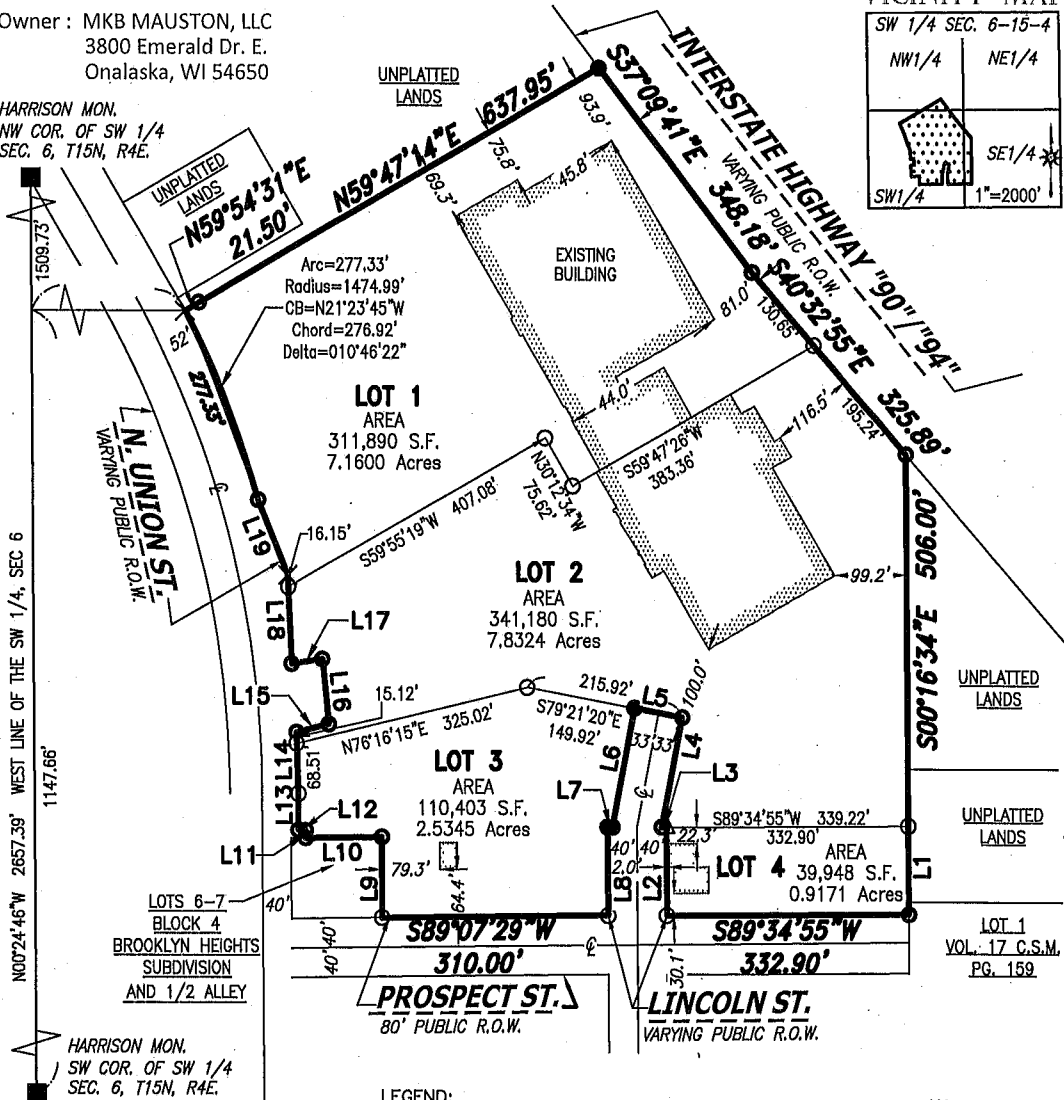 Owner : MKB MAUSTON, LLC
3800 Emerald Dr. E.
Onalaska, WI 54650
HARRISON MON.
NW COR. OF SW 1/4
SEC. 6, T15N, R4E.
UNPLATTED
LANDS
UNPLATTED
LANDS
N59°54'31"E
21.50'
N59°47'14"E 637.95'
S37°09'41"E 348.18'
INTERSTATE HIGHWAY "90"/"94"
VARYING PUBLIC R.O.W.
SW 1/4 SEC. 6-15-4
NW1/4
NE1/4
SE1/4
SW1/4
1"=2000'
93.9'
75.8'
69.3'
45.8'
EXISTING
BUILDING
81.0'
130.65'
S40°32'55"E 325.89'
195.24'
116.5'
44.0'
1509.73'
52'
277.33'
Arc=277.33'
Radius=1474.99'
CB=N21°23'45"W
Chord=276.92'
Delta=010°46'22"
LOT 1
AREA
311,890 S.F.
7.1600 Acres
N. UNION ST.
VARYING PUBLIC R.O.W.
L19
16.15'
S59°55'19"W 407.08'
N30°12'34"W
75.62'
S59°47'26"W
383.36'
LOT 2
AREA
341,180 S.F.
7.8324 Acres
99.2'
S00°16'34"E 506.00'
L18
L17
L16
L15
15.12'
N76°16'15"E 325.02'
215.92'
S79°21'20"E
149.92'
L5
100.0'
33'
33'
L6
L4
L3
L7
UNPLATTED
LANDS
UNPLATTED
LANDS
N00°24'46"W 2657.39' WEST LINE OF THE SW 1/4, SEC 6
1147.66'
L14
68.51'
L13
L12
L11
L10
L9
LOT 3
AREA
110,403 S.F.
2.5345 Acres
79.3'
64.4'
40'
40'
2.0'
L8
L2
S89°34'55"W 339.22'
332.90'
22.3'
LOT 4
AREA
39,948 S.F.
0.9171 Acres
L1
LOTS 6-7
BLOCK 4
BROOKLYN HEIGHTS
SUBDIVISION
AND 1/2 ALLEY
40'
40'
40'
S89°07'29"W
310.00'
S89°34'55"W
332.90'
30.1'
LOT 1
VOL. 17 C.S.M.
PG. 159
PROSPECT ST.
80' PUBLIC R.O.W.
LINCOLN ST.
VARYING PUBLIC R.O.W.
HARRISON MON.
SW COR. OF SW 1/4
SEC. 6, T15N, R4E.
LEGEND: